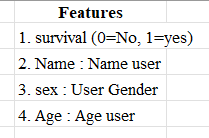 Features
1. survival (0=No, 1=yes)
2. Name : Name user
3. sex : User Gender
4. Age : Age user